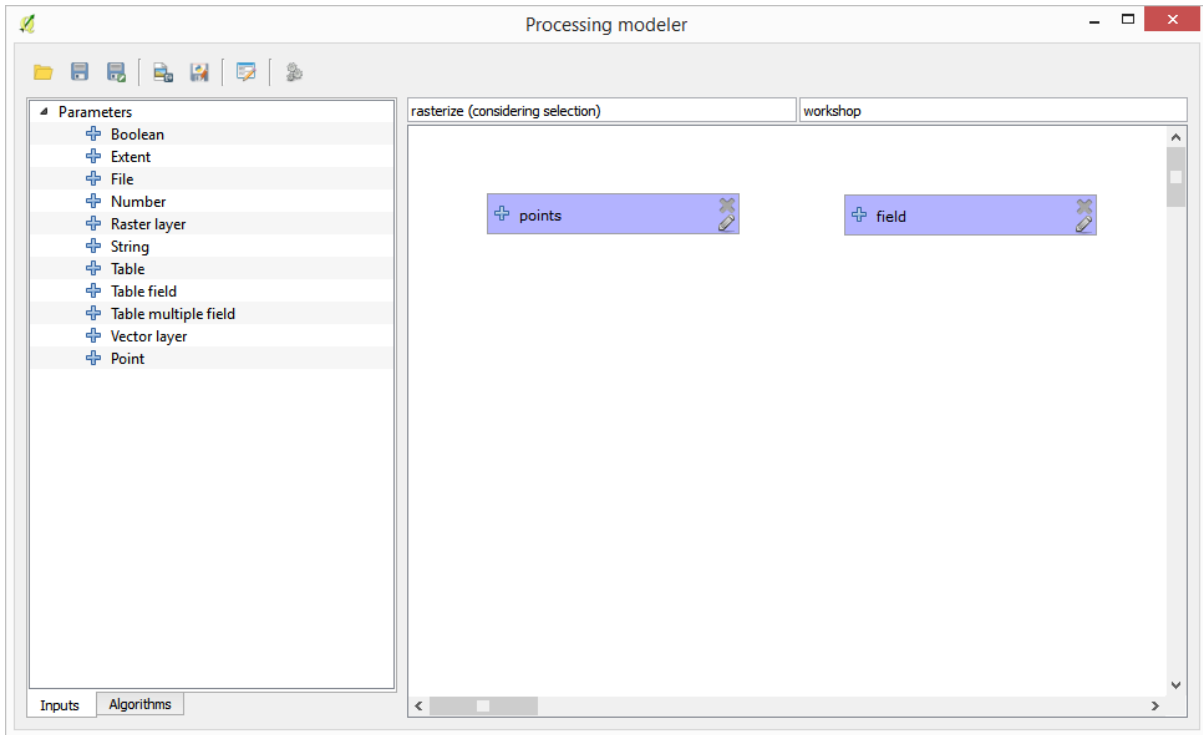 Processing modeler
Parameters
Boolean
Extent
File
Number
Raster layer
String
Table
Table field
Table multiple field
Vector layer
Point
Inputs Algorithms
rasterize (considering selection) workshop
points field